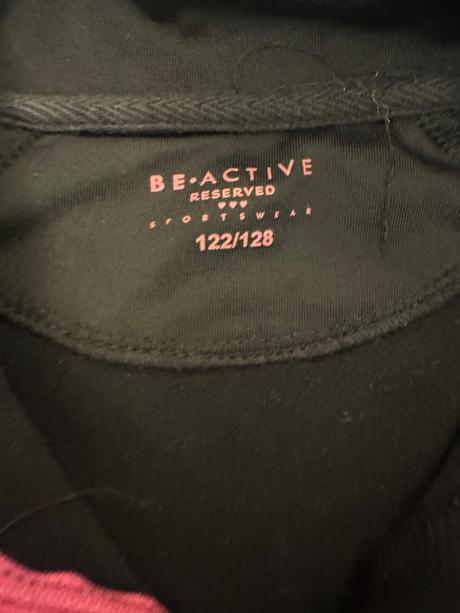 BE•ACTIVE
RESERVED
♥♥♥
SPORTSWEAR
122/128